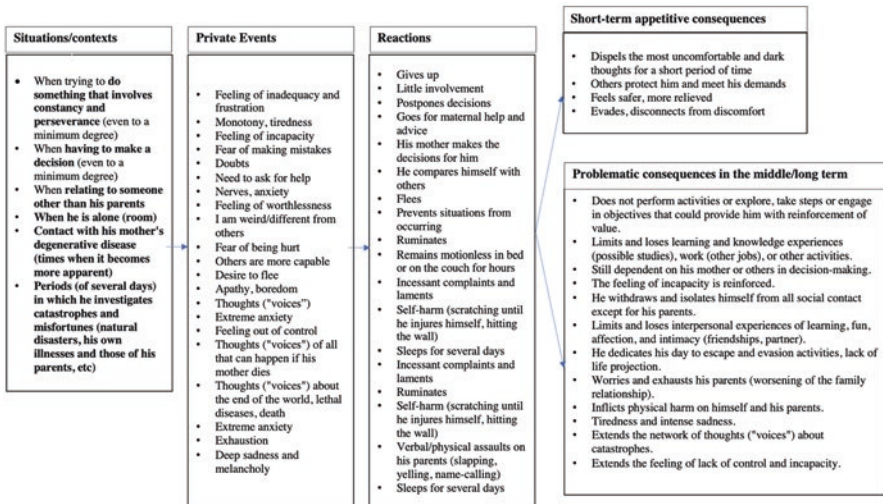 Situations/contexts
• When trying to do
something that involves
constancy and
perseverance (even to a
minimum degree)
• When having to make a
decision (even to a
minimum degree)
• When relating to someone
other than his parents
• When he is alone (room)
• Contact with his mother's
degenerative disease
(times when it becomes
more apparent)
• Periods (of several days)
in which he investigates
catastrophes and
misfortunes (natural
disasters, his own
illnesses and those of his
parents, etc)
Private Events
• Feeling of inadequacy and
frustration
• Monotony, tiredness
• Feeling of incapacity
• Fear of making mistakes
• Doubts
• Need to ask for help
• Nerves, anxiety
• Feeling of worthlessness
• I am weird/different from
others
• Fear of being hurt
• Others are more capable
• Desire to flee
• Apathy, boredom
• Thoughts ("voices")
• Extreme anxiety
• Feeling out of control
• Thoughts ("voices") of all
that can happen if his
mother dies
• Thoughts ("voices") about
the end of the world, lethal
diseases, death
• Extreme anxiety
• Exhaustion
• Deep sadness and
melancholy
Reactions
• Gives up
• Little involvement
• Postpones decisions
• Goes for maternal help and
advice
• His mother makes the
decisions for him
• He compares himself with
others
• Flees
• Prevents situations from
occurring
• Ruminates
• Remains motionless in bed
or on the couch for hours
• Incessant complaints and
laments
• Self-harm (scratching until
he injures himself, hitting
the wall)
• Sleeps for several days
• Incessant complaints and
laments
• Ruminates
• Self-harm (scratching until
he injures himself, hitting
the wall)
• Verbal/physical assaults on
his parents (slapping,
yelling, name-calling)
• Sleeps for several days
Short-term appetitive consequences
• Dispels the most uncomfortable and dark
thoughts for a short period of time
• Others protect him and meet his demands
• Feels safer, more relieved
• Evades, disconnects from discomfort
Problematic consequences in the middle/long term
• Does not perform activities or explore, take steps or engage
in objectives that could provide him with reinforcement of
value.
• Limits and loses learning and knowledge experiences
(possible studies), work (other jobs), or other activities.
• Still dependent on his mother or others in decision-making.
• The feeling of incapacity is reinforced.
• He withdraws and isolates himself from all social contact
except for his parents.
• Limits and loses interpersonal experiences of learning, fun,
affection, and intimacy (friendships, partner).
• He dedicates his day to escape and evasion activities, lack of
life projection.
• Worries and exhausts his parents (worsening of the family
relationship).
• Inflicts physical harm on himself and his parents.
• Tiredness and intense sadness.
• Extends the network of thoughts ("voices") about
catastrophes.
• Extends the feeling of lack of control and incapacity.